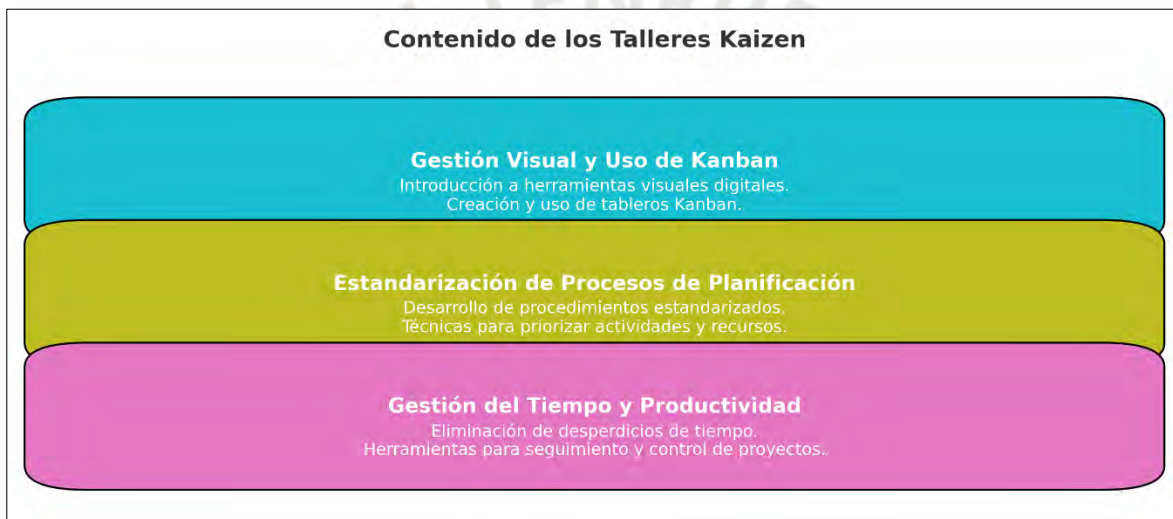 Contenido de los Talleres Kaizen
Gestión Visual y Uso de Kanban
Introducción a herramientas visuales digitales.
Creación y uso de tableros Kanban.
Estandarización de Procesos de Planificación
Desarrollo de procedimientos estandarizados.
Técnicas para priorizar actividades y recursos.
Gestión del Tiempo y Productividad
Eliminación de desperdicios de tiempo.
Herramientas para seguimiento y control de proyectos.